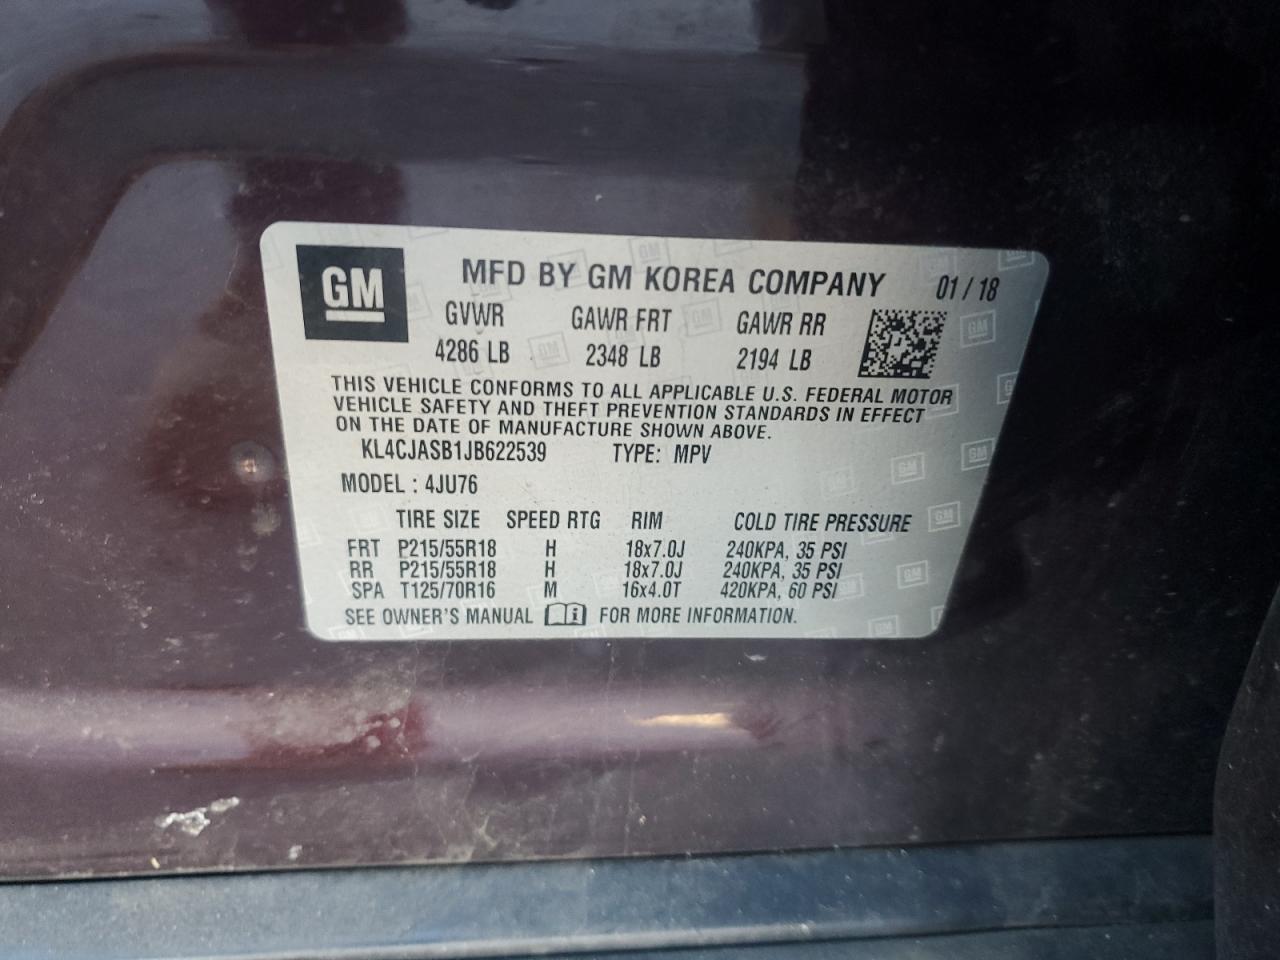 GM
MFD BY GM KOREA COMPANY 01/18
GVWR GAWR FRT GAWR RR
4286 LB 2348 LB 2194 LB
THIS VEHICLE CONFORMS TO ALL APPLICABLE U.S. FEDERAL MOTOR
VEHICLE SAFETY AND THEFT PREVENTION STANDARDS IN EFFECT
ON THE DATE OF MANUFACTURE SHOWN ABOVE.
KL4CJASB1JB622539 TYPE: MPV
MODEL : 4JU76
TIRE SIZE SPEED RTG RIM COLD TIRE PRESSURE
FRT P215/55R18 H 18x7.0J 240KPA, 35 PSI
RR P215/55R18 H 18x7.0J 240KPA, 35 PSI
SPA T125/70R16 M 16x4.0T 420KPA, 60 PSI
SEE OWNER'S MANUAL i FOR MORE INFORMATION.